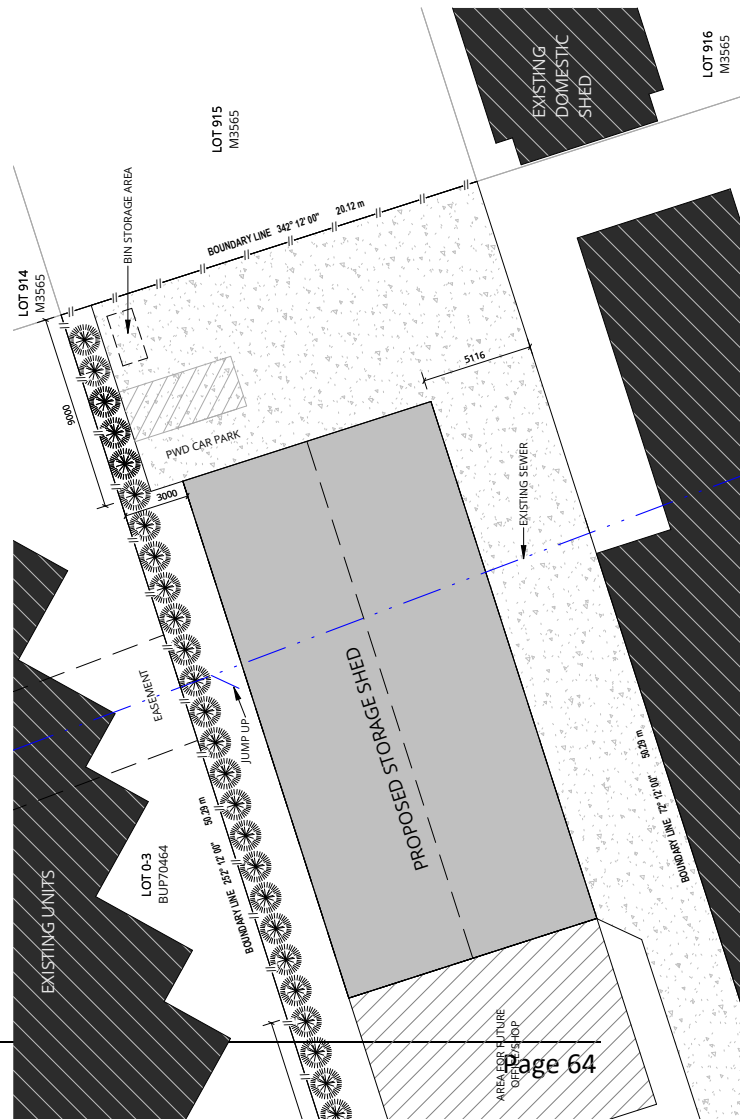 EXISTING
DOMESTIC
SHED
LOT 916
M3565
LOT 915
M3565
BIN STORAGE AREA
BOUNDARY LINE 342° 12' 00" 20.12 m
LOT 914
M3565
9000
5116
PWD CAR PARK
3000
EXISTING SEWER
EASEMENT
JUMP UP
PROPOSED STORAGE SHED
BOUNDARY LINE 252° 12' 00" 50.29 m
BOUNDARY LINE 72° 12' 00" 50.29 m
LOT 0-3
BUP70464
EXISTING UNITS
AREA FOR FUTURE
OFFICE/SHOP
Page 64